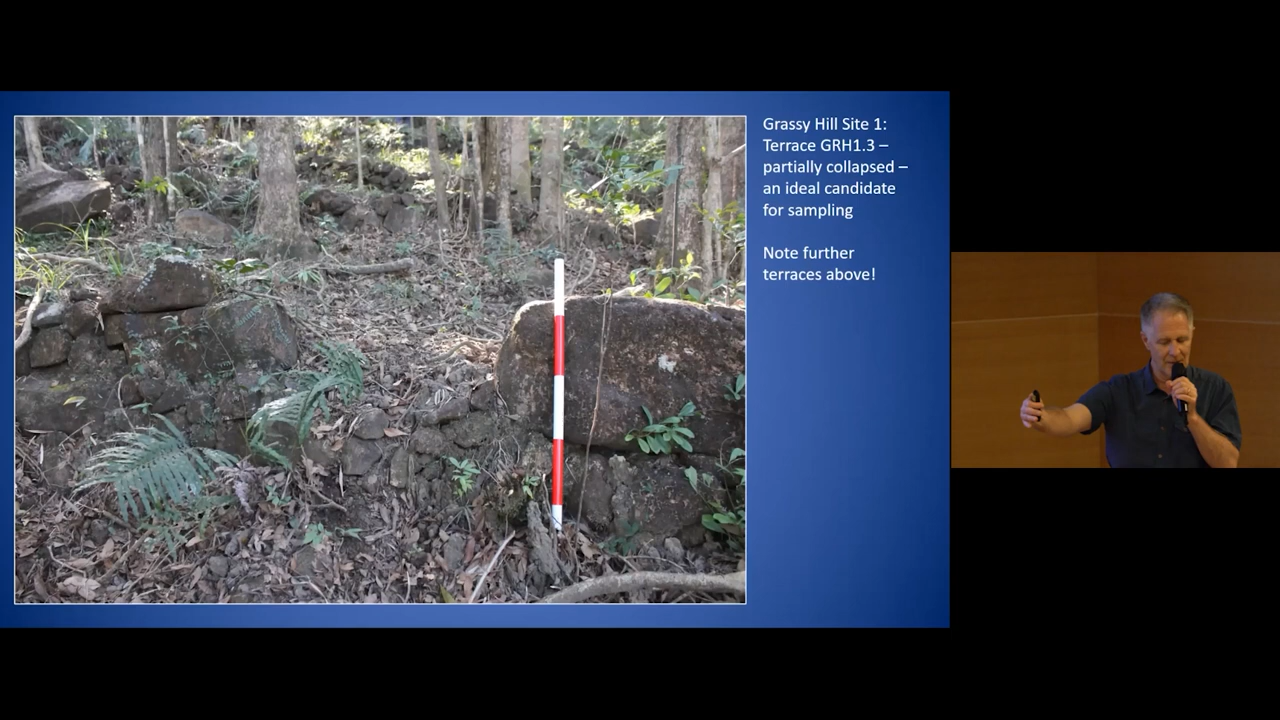 Grassy Hill Site 1:
Terrace GRH1.3 –
partially collapsed –
an ideal candidate
for sampling
Note further
terraces above!